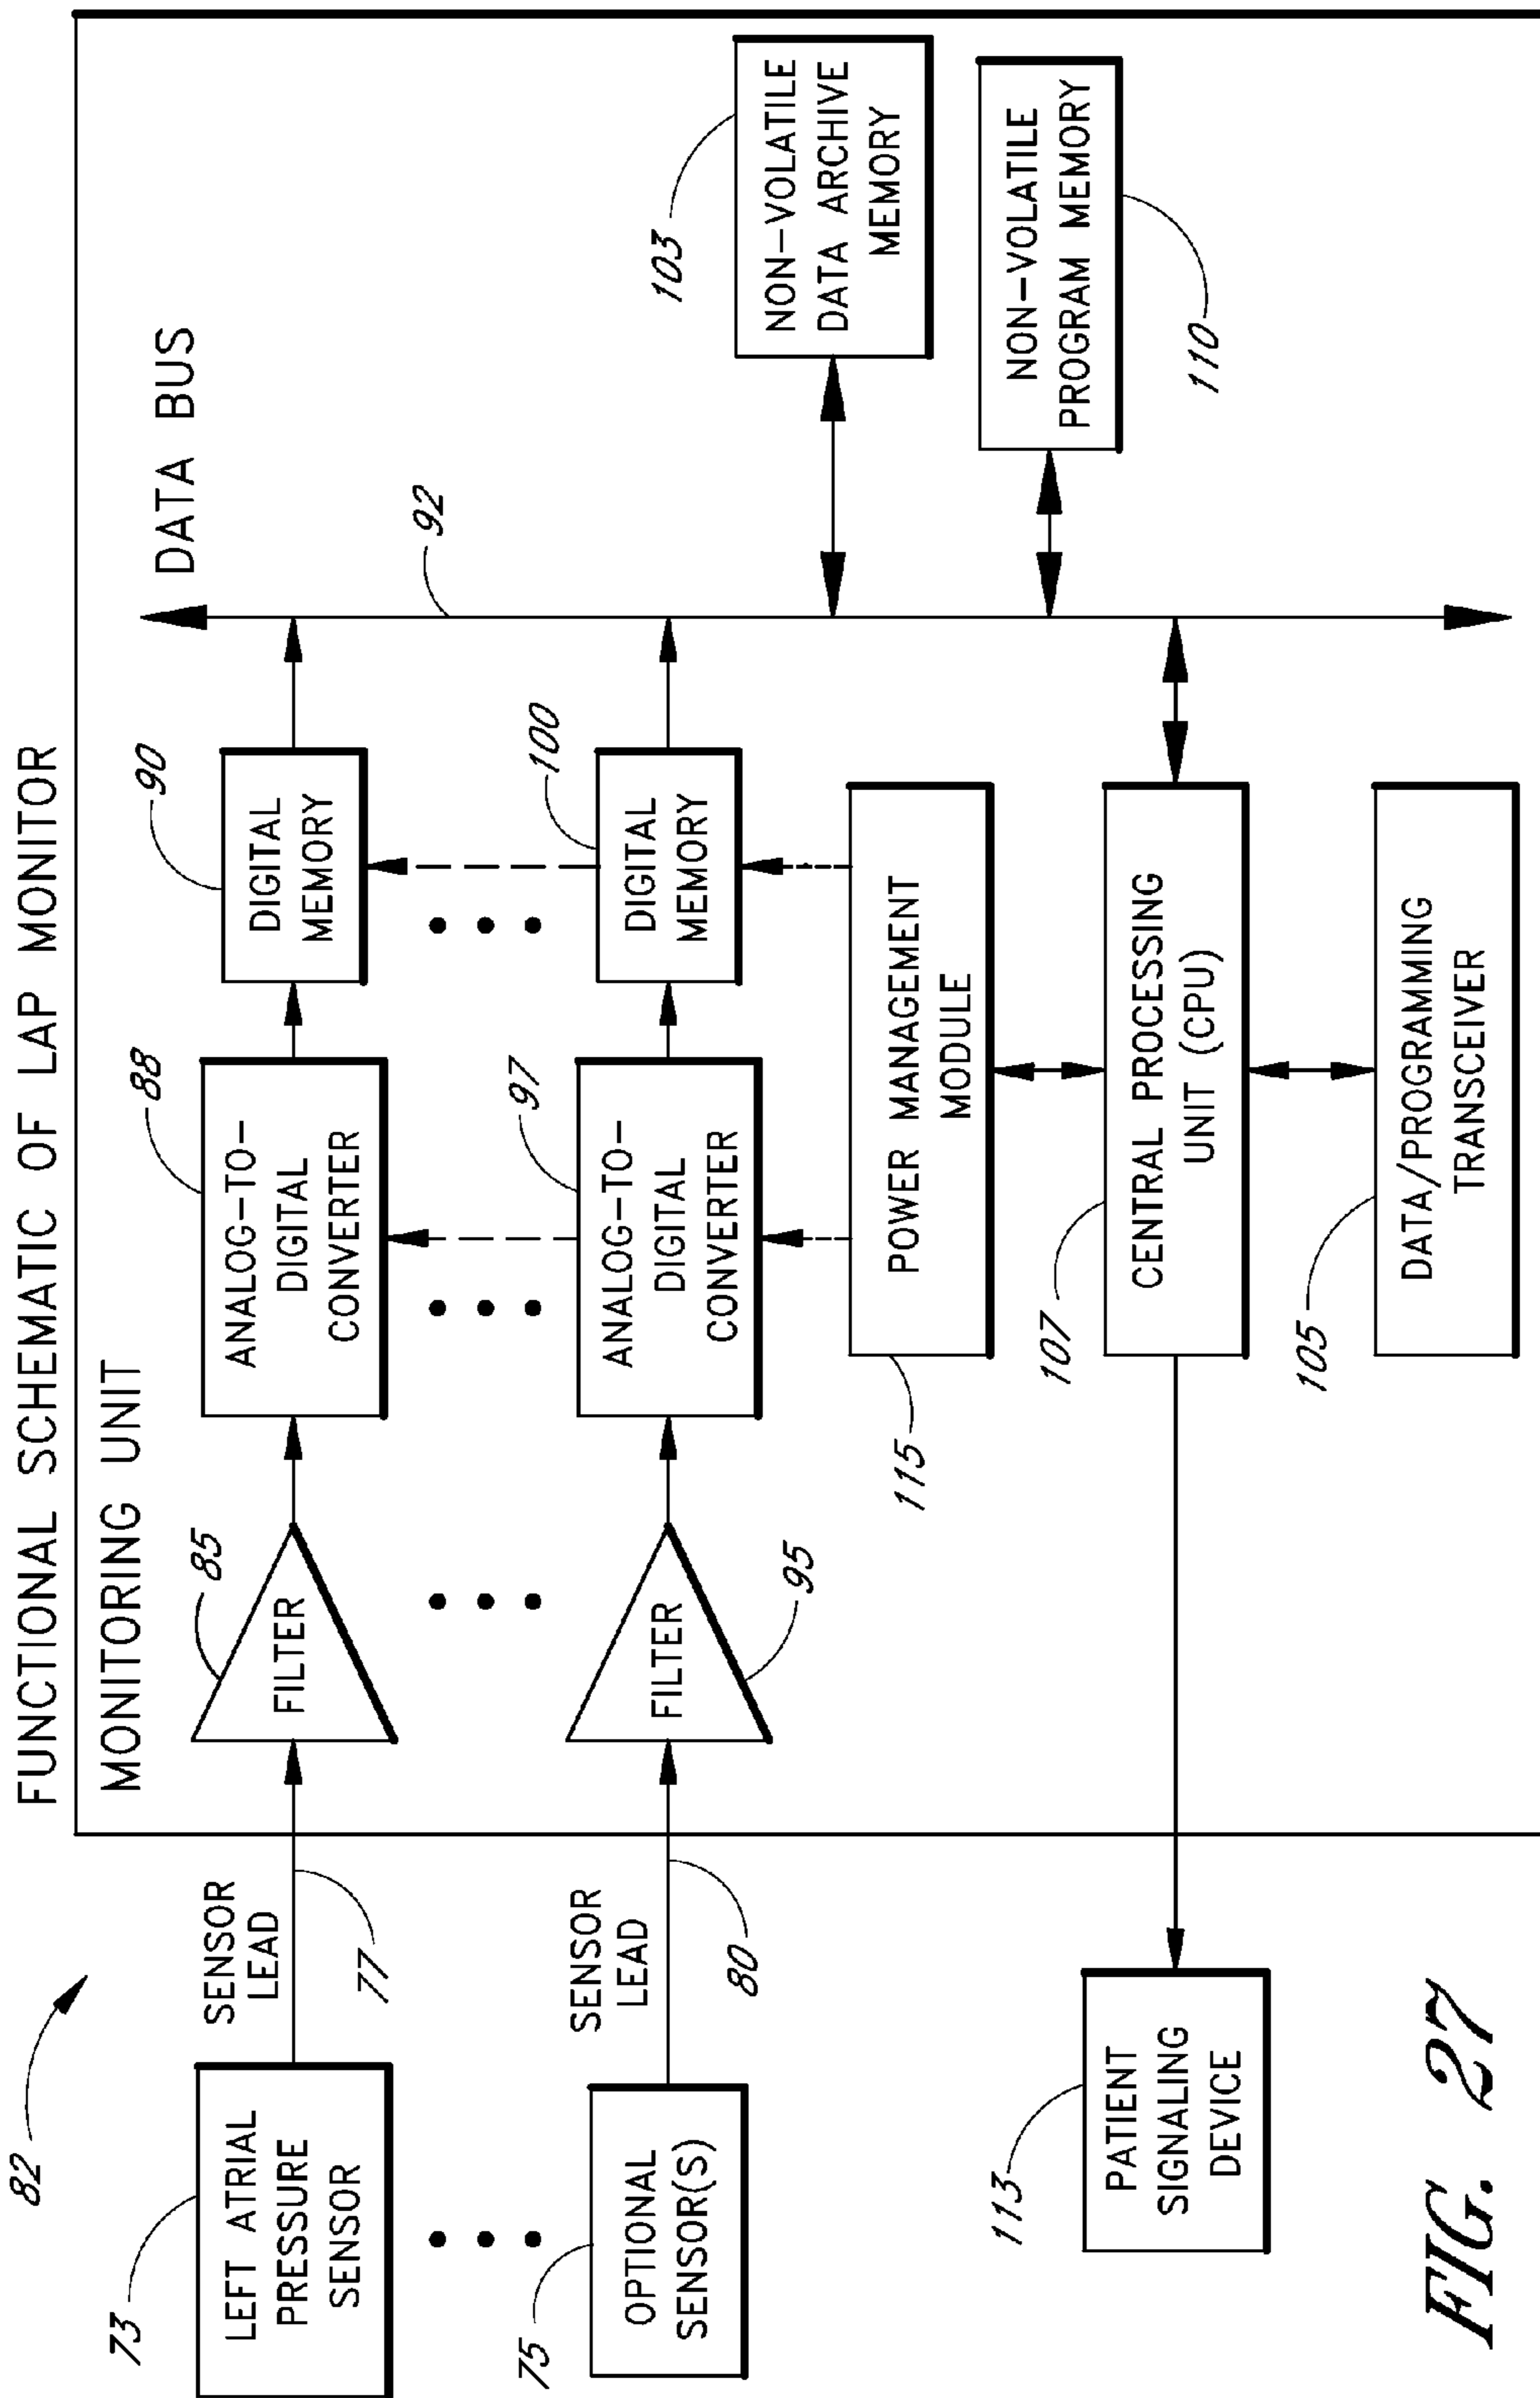 FUNCTIONAL SCHEMATIC OF LAP MONITOR
82
MONITORING UNIT
DATA BUS
73
LEFT ATRIAL
PRESSURE
SENSOR
SENSOR
LEAD
77
85
FILTER
88
ANALOG-TO-
DIGITAL
CONVERTER
90
DIGITAL
MEMORY
92
75
OPTIONAL
SENSOR(S)
SENSOR
LEAD
80
FILTER
95
97
ANALOG-TO-
DIGITAL
CONVERTER
100
DIGITAL
MEMORY
103
NON-VOLATILE
DATA ARCHIVE
MEMORY
115
POWER MANAGEMENT
MODULE
NON-VOLATILE
PROGRAM MEMORY
110
113
PATIENT
SIGNALING
DEVICE
107
CENTRAL PROCESSING
UNIT (CPU)
105
DATA/PROGRAMMING
TRANSCEIVER
FIG. 27